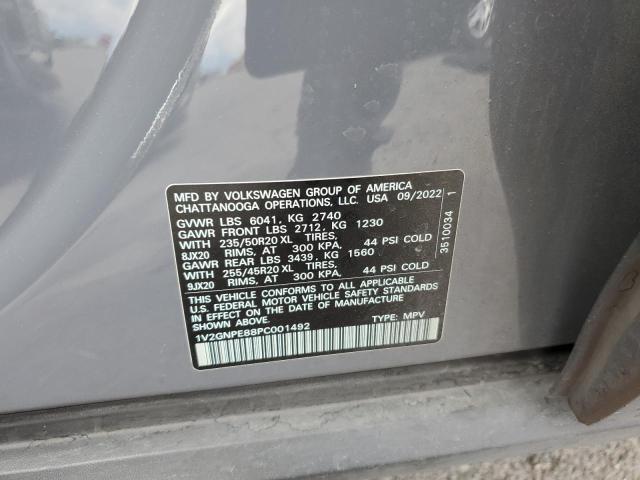 MFD BY VOLKSWAGEN GROUP OF AMERICA
CHATTANOOGA OPERATIONS, LLC. USA 09/2022
GVWR LBS 6041, KG 2740
GAWR FRONT LBS 2712, KG 1230
WITH 235/50R20 XL TIRES,
8JX20 RIMS, AT 300 KPA, 44 PSI COLD
GAWR REAR LBS 3439, KG 1560
WITH 255/45R20 XL TIRES,
9JX20 RIMS, AT 300 KPA, 44 PSI COLD
THIS VEHICLE CONFORMS TO ALL APPLICABLE
U.S. FEDERAL MOTOR VEHICLE SAFETY STANDARDS
IN EFFECT ON THE DATE OF MANUFACTURE
SHOWN ABOVE.
1V2GNPE88PC001492 TYPE: MPV
3510034 1